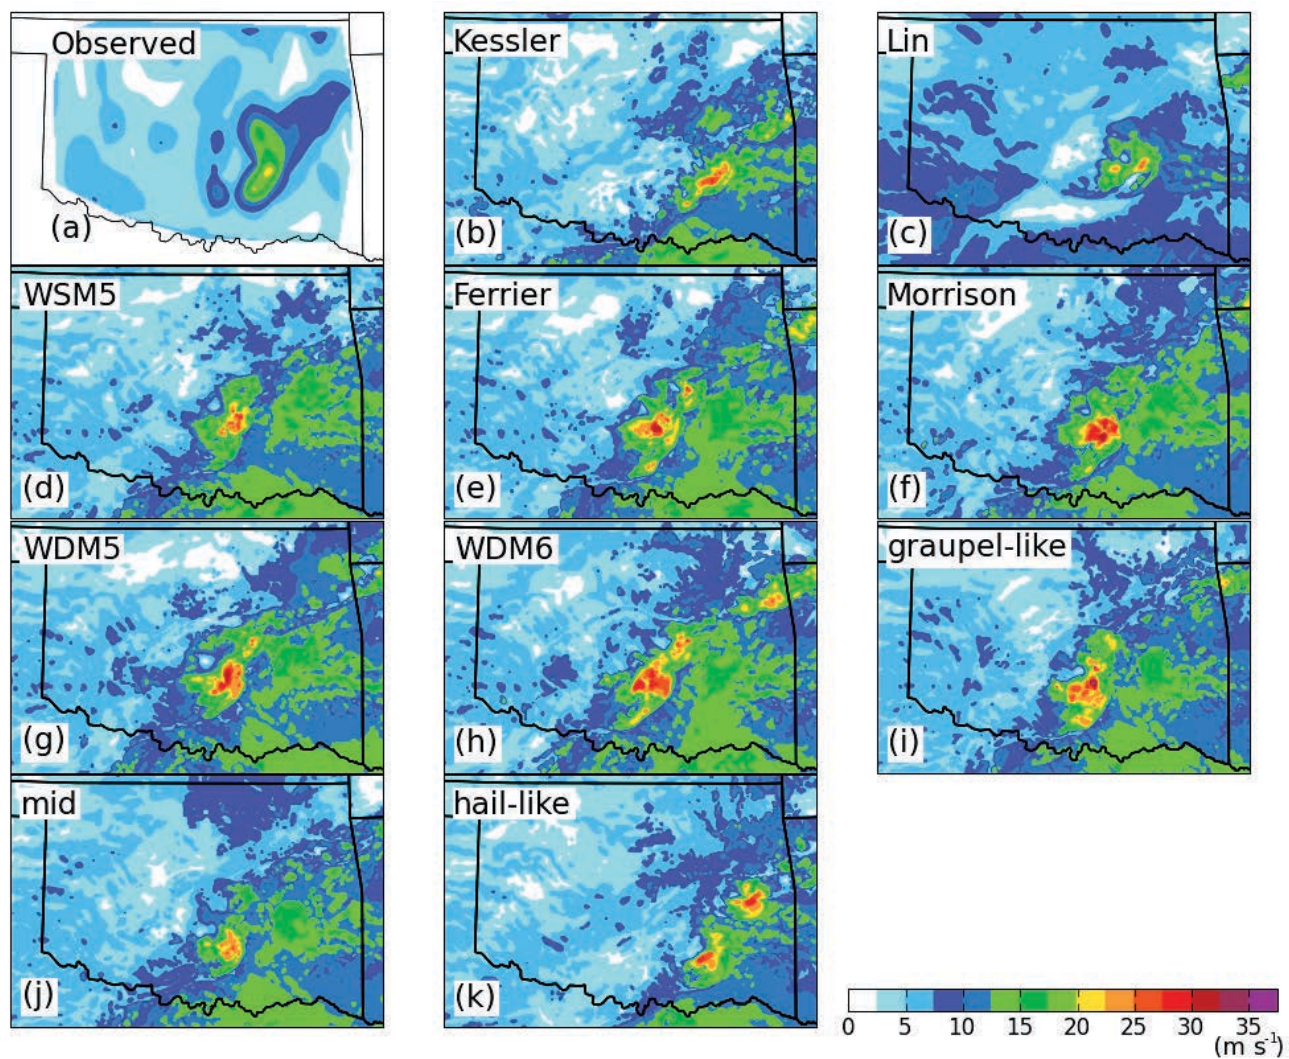 Observed
(a)
Kessler
(b)
Lin
(c)
WSM5
(d)
Ferrier
(e)
Morrison
(f)
WDM5
(g)
WDM6
(h)
graupel-like
(i)
mid
(j)
hail-like
(k)
0 5 10 15 20 25 30 35
(m s⁻¹)